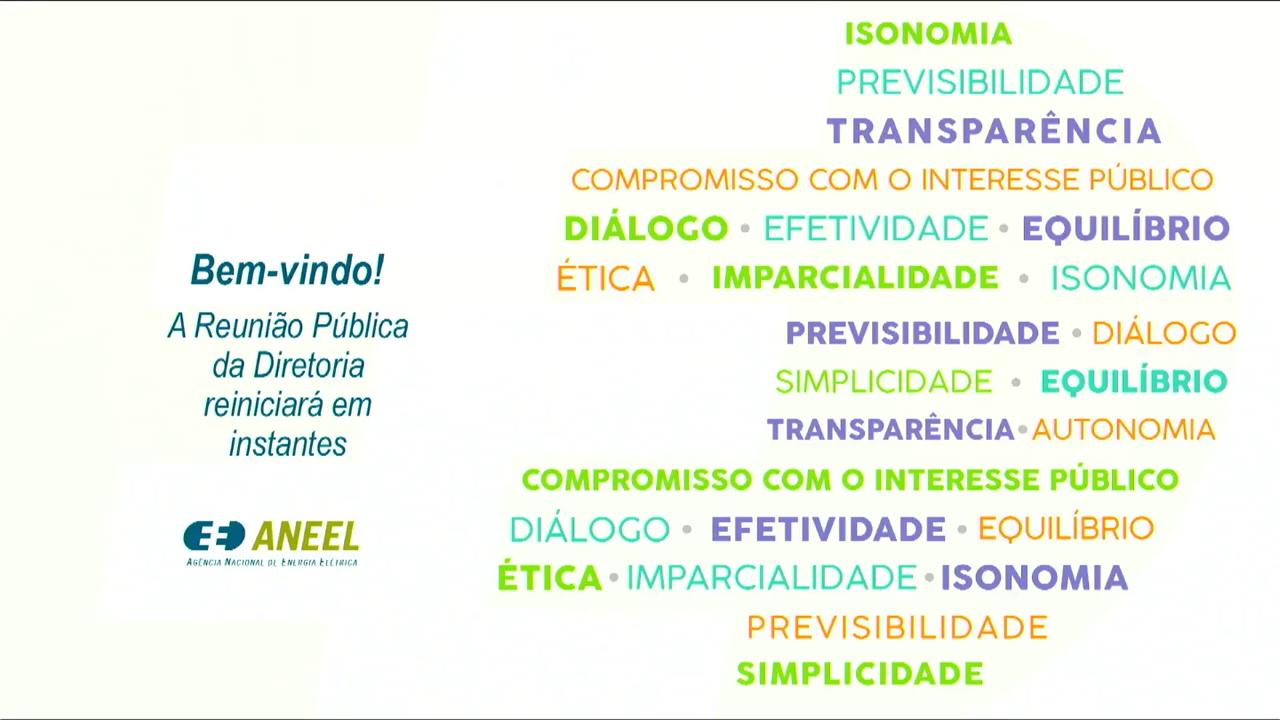 Bem-vindo!
A Reunião Pública
da Diretoria
reiniciará em
instantes
ANEEL
AGÊNCIA NACIONAL DE ENERGIA ELÉTRICA
ISONOMIA
PREVISIBILIDADE
TRANSPARÊNCIA
COMPROMISSO COM O INTERESSE PÚBLICO
DIÁLOGO • EFETIVIDADE • EQUILÍBRIO
ÉTICA • IMPARCIALIDADE • ISONOMIA
PREVISIBILIDADE • DIÁLOGO
SIMPLICIDADE • EQUILÍBRIO
TRANSPARÊNCIA • AUTONOMIA
COMPROMISSO COM O INTERESSE PÚBLICO
DIÁLOGO • EFETIVIDADE • EQUILÍBRIO
ÉTICA • IMPARCIALIDADE • ISONOMIA
PREVISIBILIDADE
SIMPLICIDADE